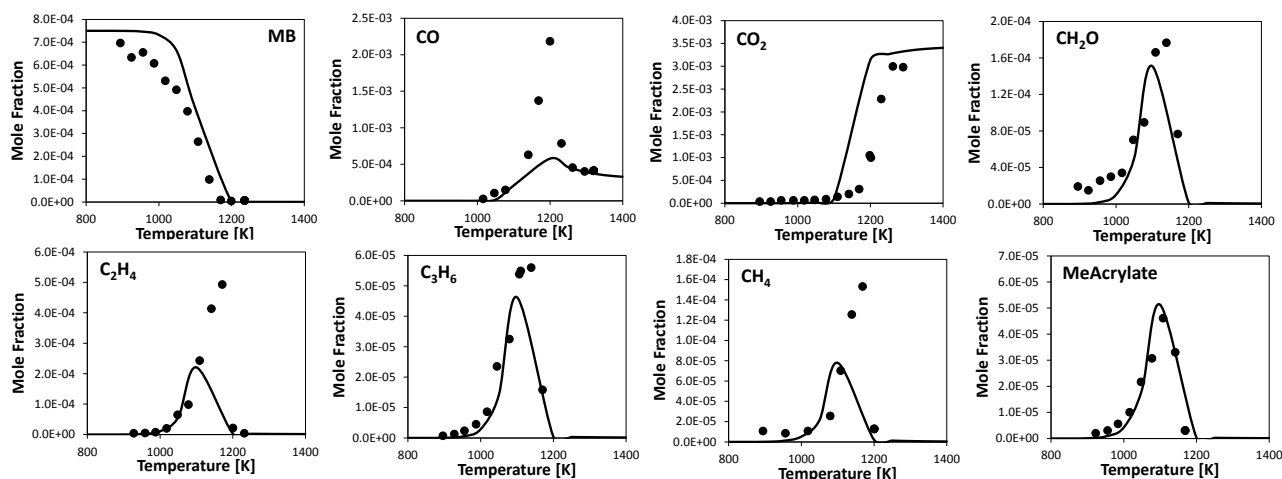 MB
Mole Fraction
8.0E-04
7.0E-04
6.0E-04
5.0E-04
4.0E-04
3.0E-04
2.0E-04
1.0E-04
0.0E+00
800 1000 1200 1400
Temperature [K]
CO
Mole Fraction
2.5E-03
2.0E-03
1.5E-03
1.0E-03
5.0E-04
0.0E+00
800 1000 1200 1400
Temperature [K]
CO₂
Mole Fraction
4.0E-03
3.5E-03
3.0E-03
2.5E-03
2.0E-03
1.5E-03
1.0E-03
5.0E-04
0.0E+00
800 1000 1200 1400
Temperature [K]
CH₂O
Mole Fraction
2.0E-04
1.6E-04
1.2E-04
8.0E-05
4.0E-05
0.0E+00
800 1000 1200 1400
Temperature [K]
C₂H₄
Mole Fraction
6.0E-04
5.0E-04
4.0E-04
3.0E-04
2.0E-04
1.0E-04
0.0E+00
800 1000 1200 1400
Temperature [K]
C₃H₆
Mole Fraction
6.0E-05
5.0E-05
4.0E-05
3.0E-05
2.0E-05
1.0E-05
0.0E+00
800 1000 1200 1400
Temperature [K]
CH₄
Mole Fraction
1.8E-04
1.6E-04
1.4E-04
1.2E-04
1.0E-04
8.0E-05
6.0E-05
4.0E-05
2.0E-05
0.0E+00
800 1000 1200 1400
Temperature [K]
MeAcrylate
Mole Fraction
7.0E-05
6.0E-05
5.0E-05
4.0E-05
3.0E-05
2.0E-05
1.0E-05
0.0E+00
800 1000 1200 1400
Temperature [K]